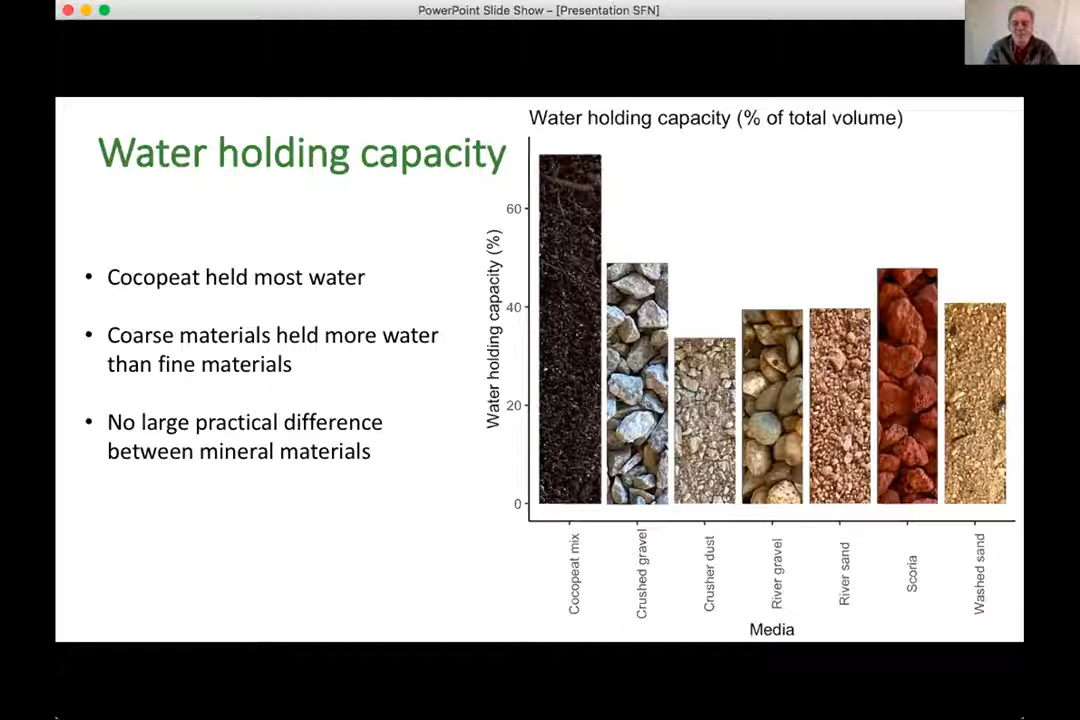 PowerPoint Slide Show – [Presentation SFN]
Water holding capacity
• Cocopeat held most water
• Coarse materials held more water
than fine materials
• No large practical difference
between mineral materials
Water holding capacity (% of total volume)
Water holding capacity (%)
60
40
20
0
Cocopeat mix
Crushed gravel
Crusher dust
River gravel
River sand
Scoria
Washed sand
Media